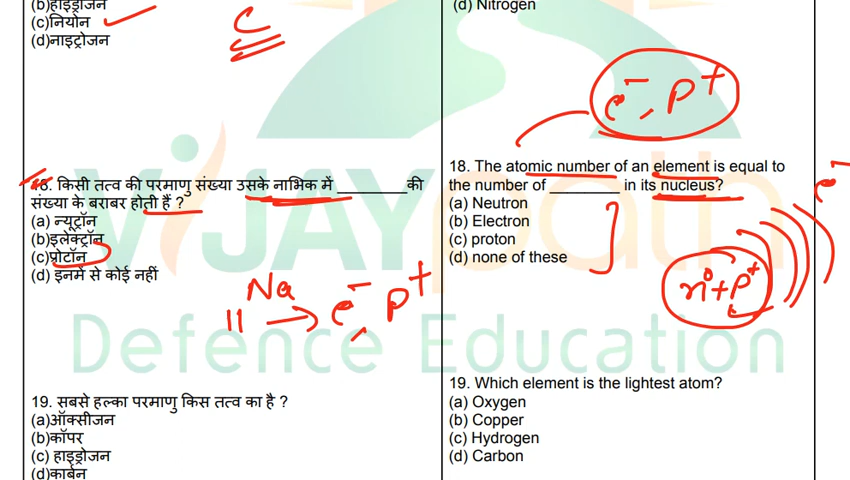 (b)हाइड्रोजन
(c)नियोन
(d)नाइट्रोजन
C
18. किसी तत्व की परमाणु संख्या उसके नाभिक में ________की
संख्या के बराबर होती हैं ?
(a) न्यूट्रॉन
(b)इलेक्ट्रॉन
(c)प्रोटॉन
(d) इनमें से कोई नहीं
Na
11 → e⁻, p⁺
19. सबसे हल्का परमाणु किस तत्व का है ?
(a)ऑक्सीजन
(b)कॉपर
(c) हाइड्रोजन
(d)कार्बन
(d) Nitrogen
e⁻, p⁺
18. The atomic number of an element is equal to
the number of ________ in its nucleus?
(a) Neutron
(b) Electron
(c) proton
(d) none of these
e⁻
n⁰+p⁺
19. Which element is the lightest atom?
(a) Oxygen
(b) Copper
(c) Hydrogen
(d) Carbon
ViJAYpath
Defence Education